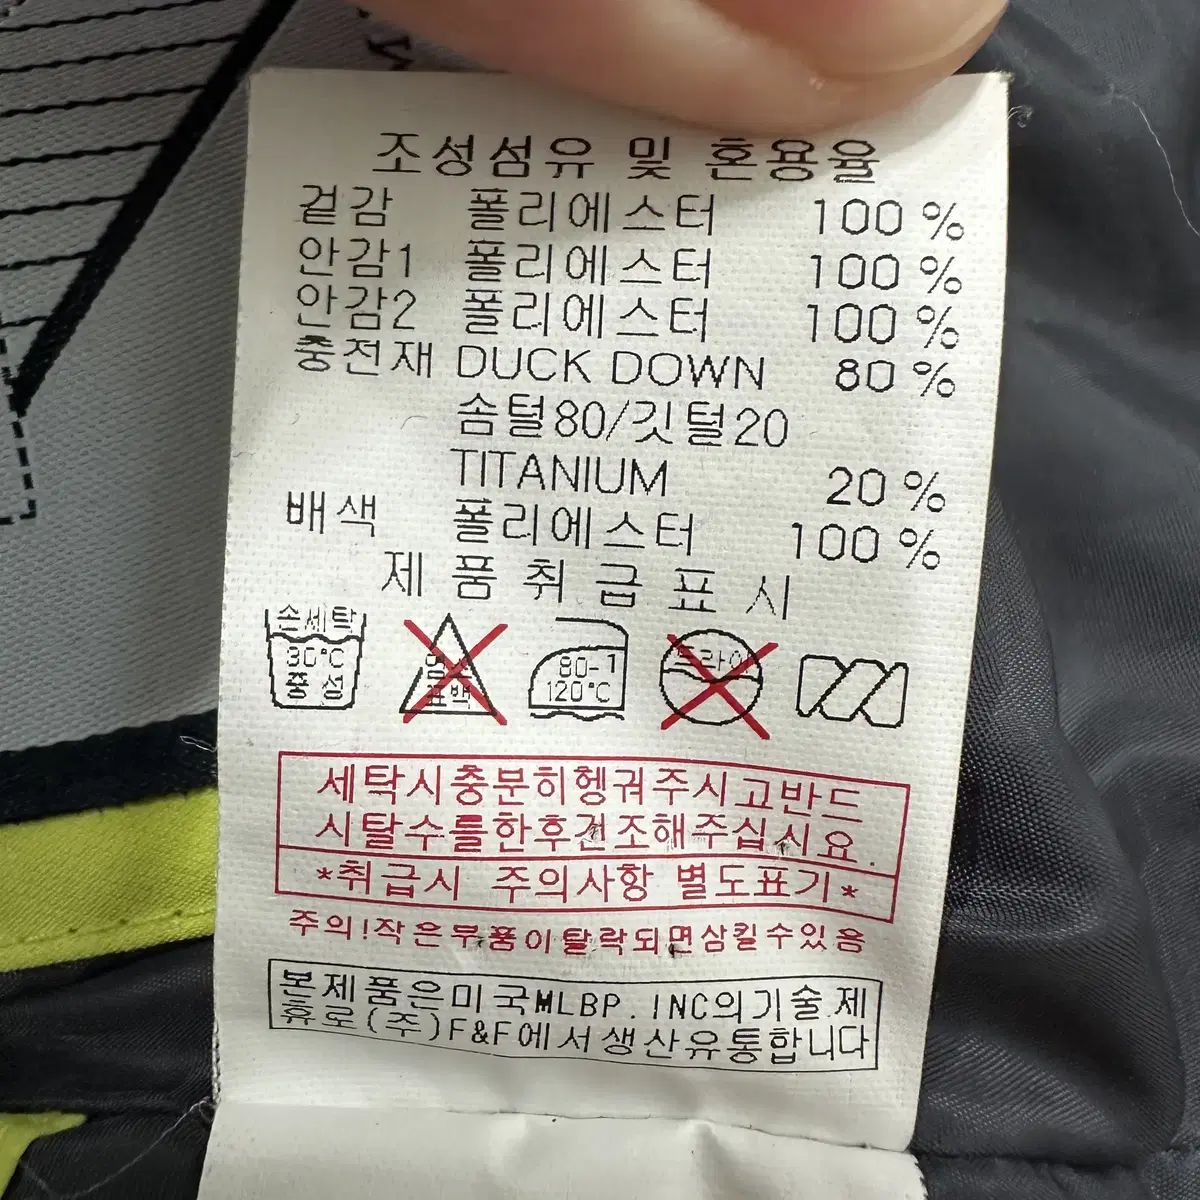 조성섬유 및 혼용율
겉감 폴리에스터 100 %
안감1 폴리에스터 100 %
안감2 폴리에스터 100 %
충전재 DUCK DOWN 80 %
솜털80/깃털20
TITANIUM 20 %
배색 폴리에스터 100 %
제 품 취 급 표 시
손세탁
30°C
중 성
염소
표백
80-
120°C
드라이
세탁시충분히헹궈주시고반드
시탈수를한후건조해주십시요.
*취급시 주의사항 별도표기*
주의!작은부품이탈락되면삼킬수있음
본제품은미국MLBP.INC의기술제
휴로(주)F&F에서생산유통합니다